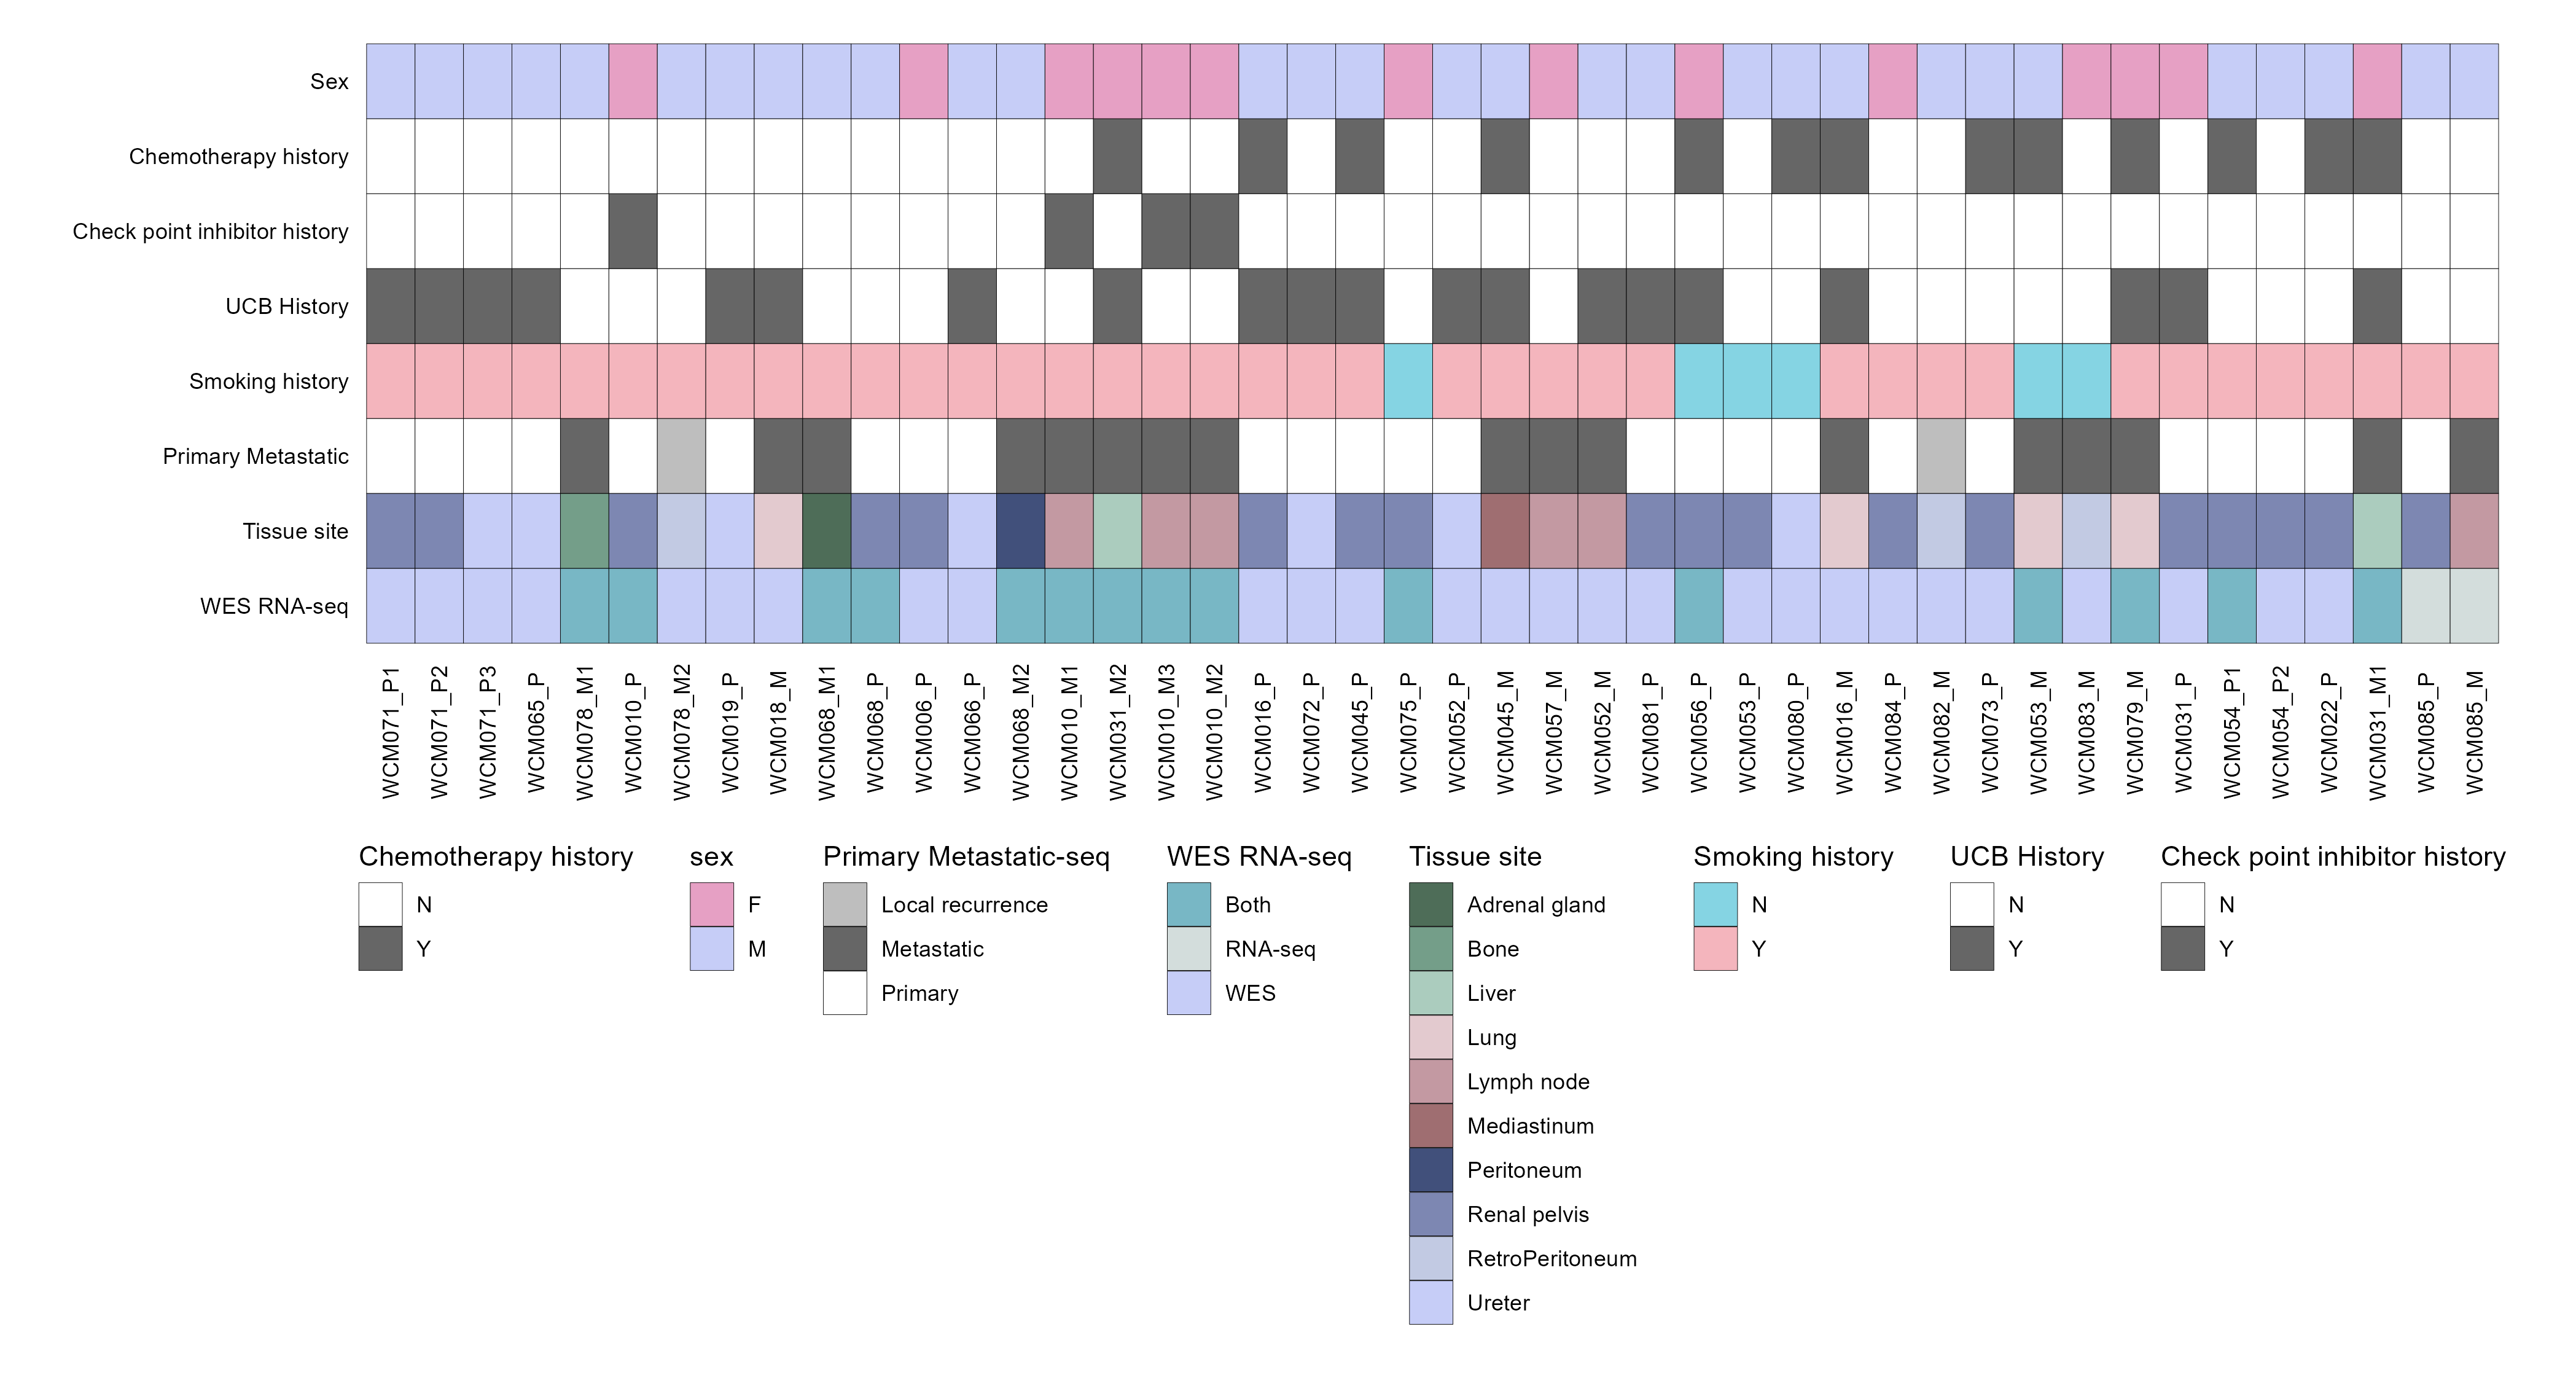 Sex
Chemotherapy history
Check point inhibitor history
UCB History
Smoking history
Primary Metastatic
Tissue site
WES RNA-seq
WCM071_P1
WCM071_P2
WCM071_P3
WCM065_P
WCM078_M1
WCM010_P
WCM078_M2
WCM019_P
WCM018_M
WCM068_M1
WCM068_P
WCM006_P
WCM066_P
WCM068_M2
WCM010_M1
WCM031_M2
WCM010_M3
WCM010_M2
WCM016_P
WCM072_P
WCM045_P
WCM075_P
WCM052_P
WCM045_M
WCM057_M
WCM052_M
WCM081_P
WCM056_P
WCM053_P
WCM080_P
WCM016_M
WCM084_P
WCM082_M
WCM073_P
WCM053_M
WCM083_M
WCM079_M
WCM031_P
WCM054_P1
WCM054_P2
WCM022_P
WCM031_M1
WCM085_P
WCM085_M
Chemotherapy history
N
Y
sex
F
M
Primary Metastatic-seq
Local recurrence
Metastatic
Primary
WES RNA-seq
Both
RNA-seq
WES
Tissue site
Adrenal gland
Bone
Liver
Lung
Lymph node
Mediastinum
Peritoneum
Renal pelvis
RetroPeritoneum
Ureter
Smoking history
N
Y
UCB History
N
Y
Check point inhibitor history
N
Y